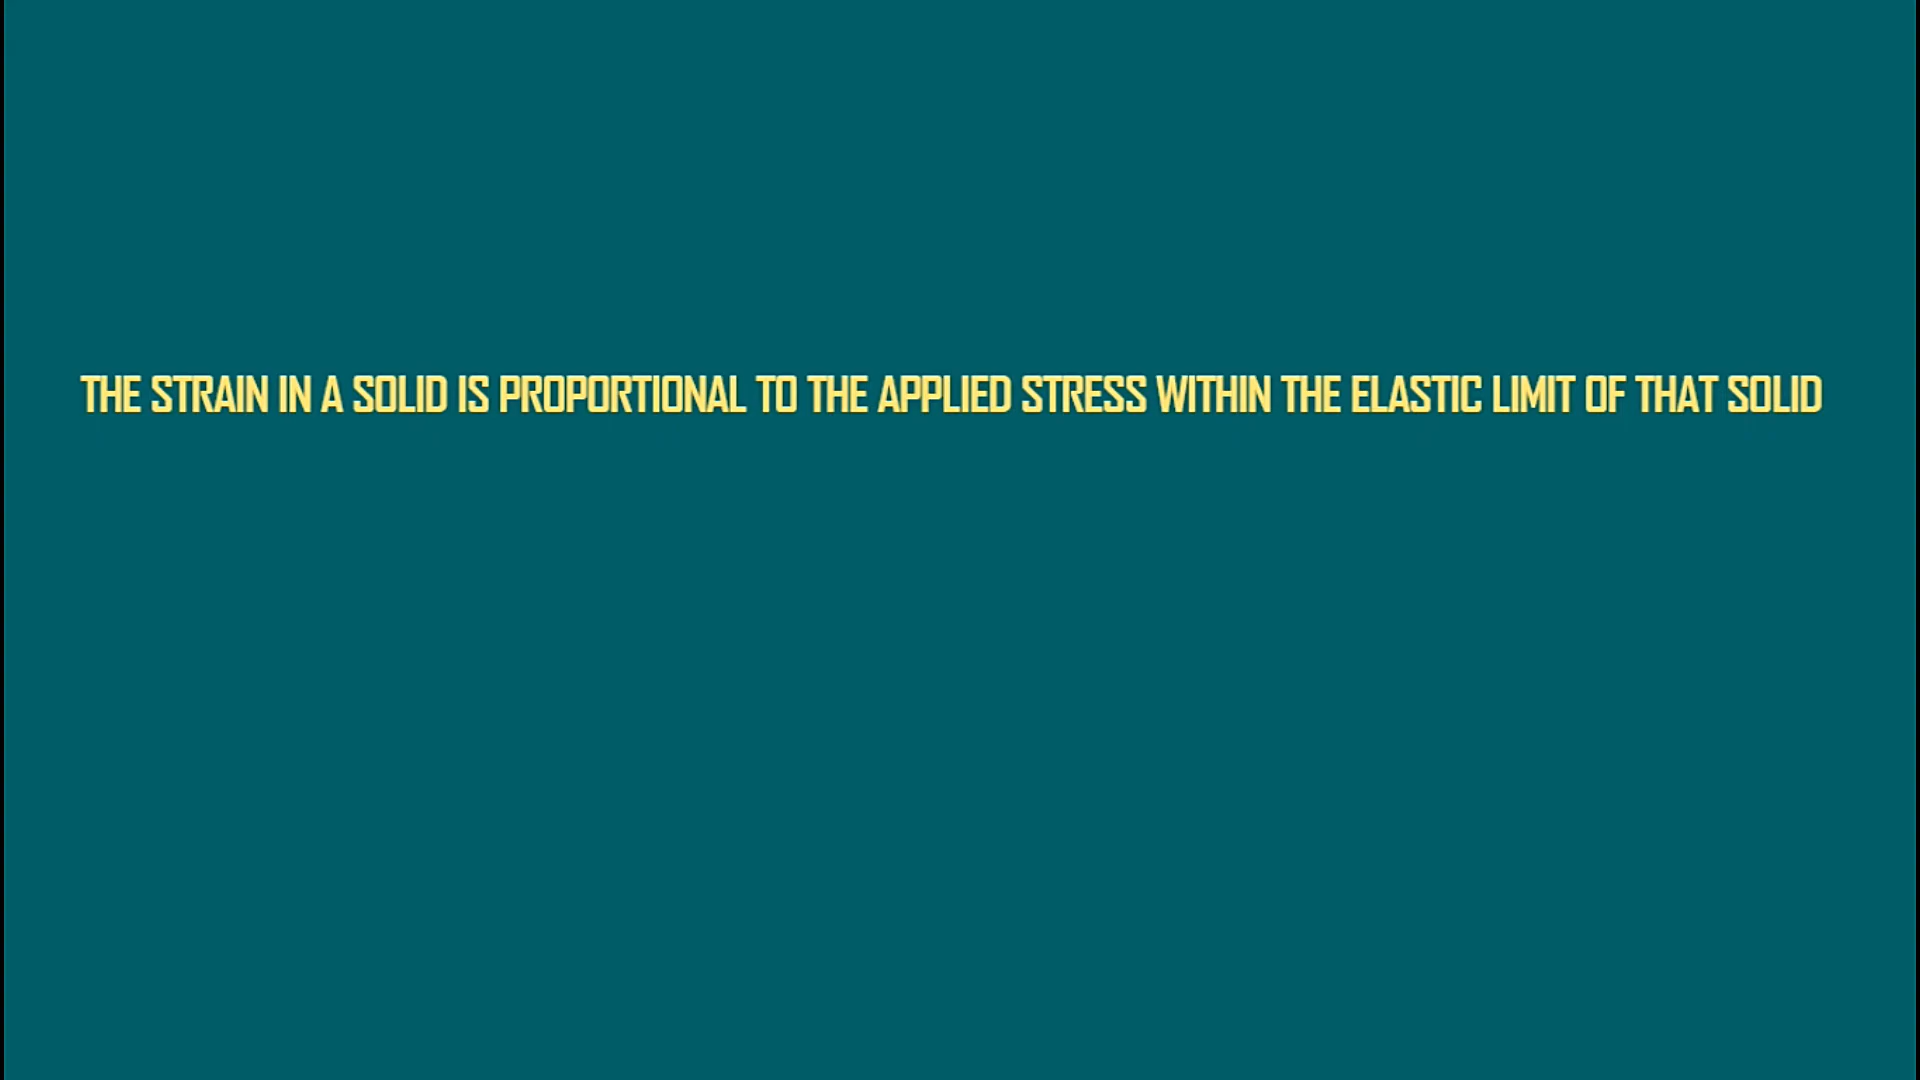 THE STRAIN IN A SOLID IS PROPORTIONAL TO THE APPLIED STRESS WITHIN THE ELASTIC LIMIT OF THAT SOLID